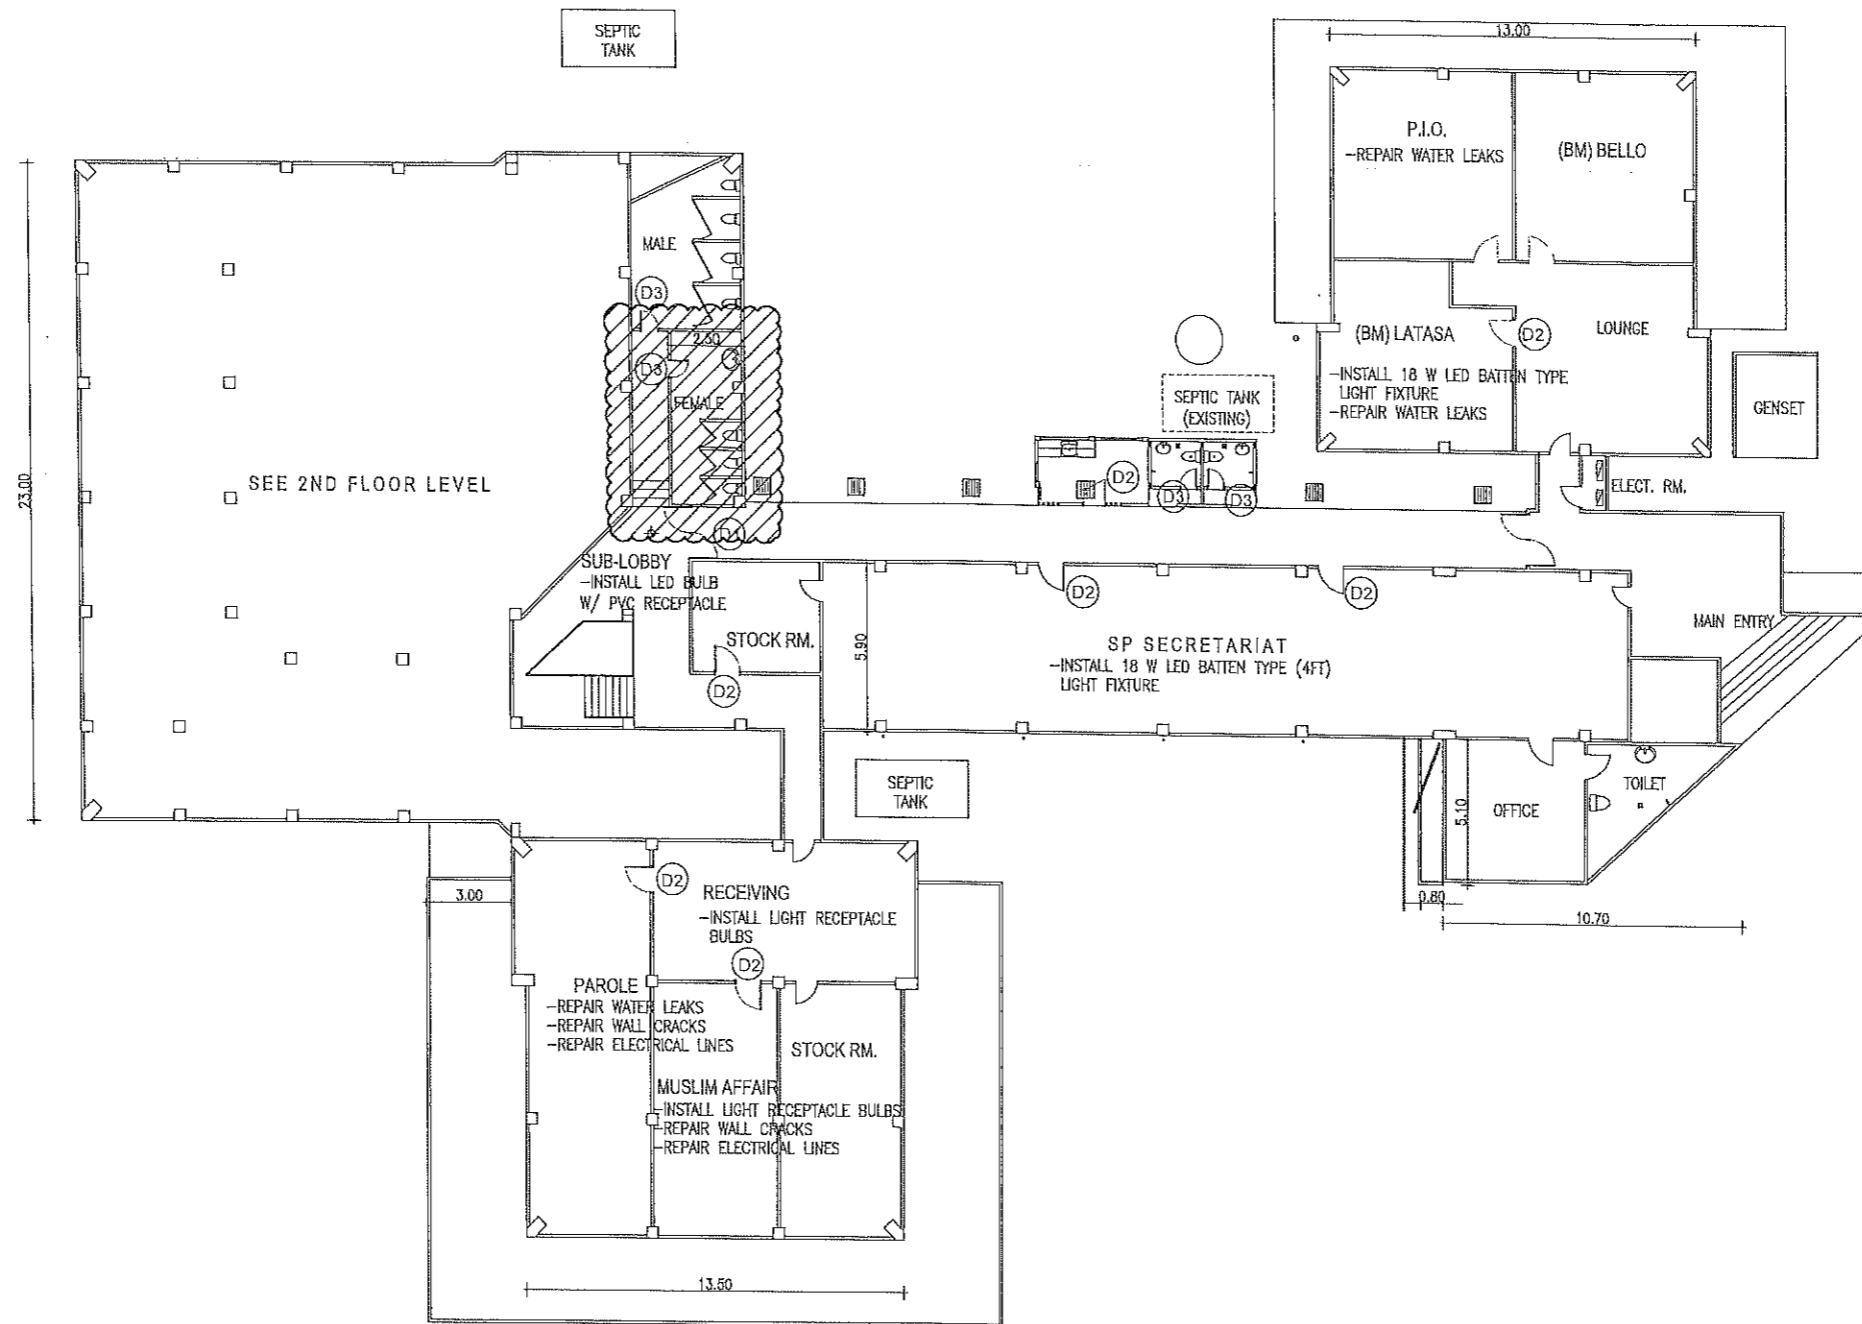 SEPTIC
TANK
13.00
P.I.O.
-REPAIR WATER LEAKS
(BM) BELLO
MALE
D3
2.50
(BM) LATASA
D2
LOUNGE
D3
-INSTALL 18 W LED BATTEN TYPE
LIGHT FIXTURE
-REPAIR WATER LEAKS
SEPTIC TANK
(EXISTING)
GENSET
FEMALE
23.00
SEE 2ND FLOOR LEVEL
D2
D3
D3
ELECT. RM.
SUB-LOBBY
-INSTALL LED BULB
W/ PVC RECEPTACLE
D2
D2
STOCK RM.
5.90
MAIN ENTRY
SP SECRETARIAT
-INSTALL 18 W LED BATTEN TYPE (4FT)
LIGHT FIXTURE
D2
SEPTIC
TANK
TOILET
OFFICE
5.10
D2
3.00
RECEIVING
-INSTALL LIGHT RECEPTACLE
BULBS
0.80
10.70
D2
PAROLE
-REPAIR WATER LEAKS
-REPAIR WALL CRACKS
-REPAIR ELECTRICAL LINES
STOCK RM.
MUSLIM AFFAIR
-INSTALL LIGHT RECEPTACLE BULBS
-REPAIR WALL CRACKS
-REPAIR ELECTRICAL LINES
13.50